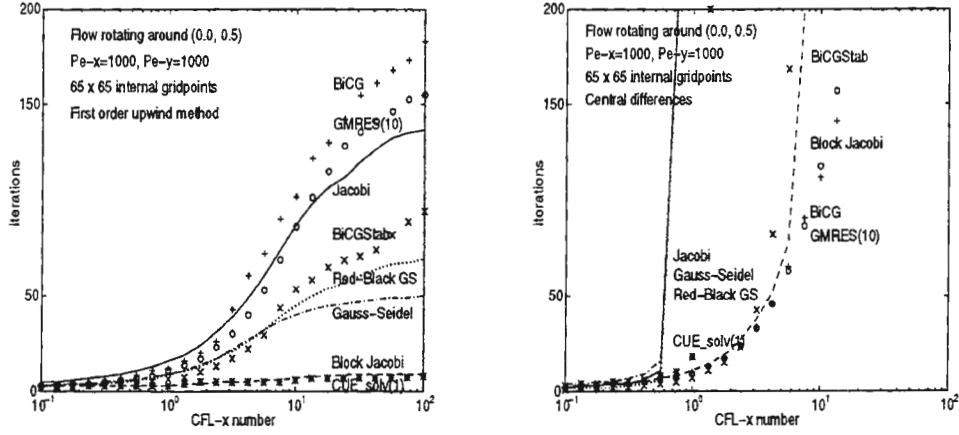 200
150
100
50
0
iterations
Flow rotating around (0.0, 0.5)
Pe-x=1000, Pe-y=1000
65 x 65 internal gridpoints
First order upwind method
BiCG
GMRES(10)
Jacobi
BiCGStab
Red-Black GS
Gauss-Seidel
Block Jacobi
CUE_solv(1)
10^-1
10^0
10^1
10^2
CFL-x number
200
150
100
50
0
iterations
Flow rotating around (0.0, 0.5)
Pe-x=1000, Pe-y=1000
65 x 65 internal gridpoints
Central differences
BiCGStab
Block Jacobi
BiCG
GMRES(10)
Jacobi
Gauss-Seidel
Red-Black GS
CUE_solv(1)
10^-1
10^0
10^1
10^2
CFL-x number